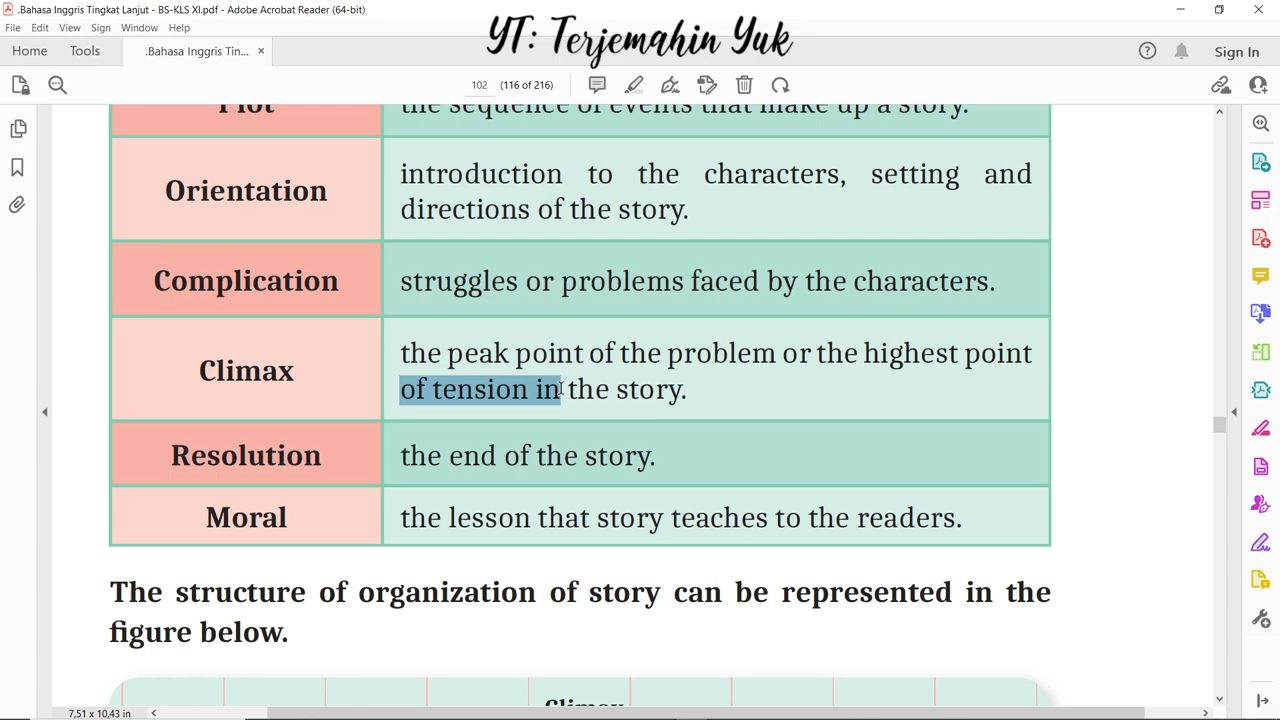 .Bahasa Inggris Tingkat Lanjut - BS-KLS XI.pdf - Adobe Acrobat Reader (64-bit)
File Edit View Sign Window Help
YT: Terjemahin Yuk
Home Tools .Bahasa Inggris Tin... × Sign In
102 (116 of 216)
Plot the sequence of events that make up a story.
Orientation introduction to the characters, setting and
directions of the story.
Complication struggles or problems faced by the characters.
Climax the peak point of the problem or the highest point
of tension in the story.
Resolution the end of the story.
Moral the lesson that story teaches to the readers.
The structure of organization of story can be represented in the
figure below.
Climax
7,51 x 10,43 in